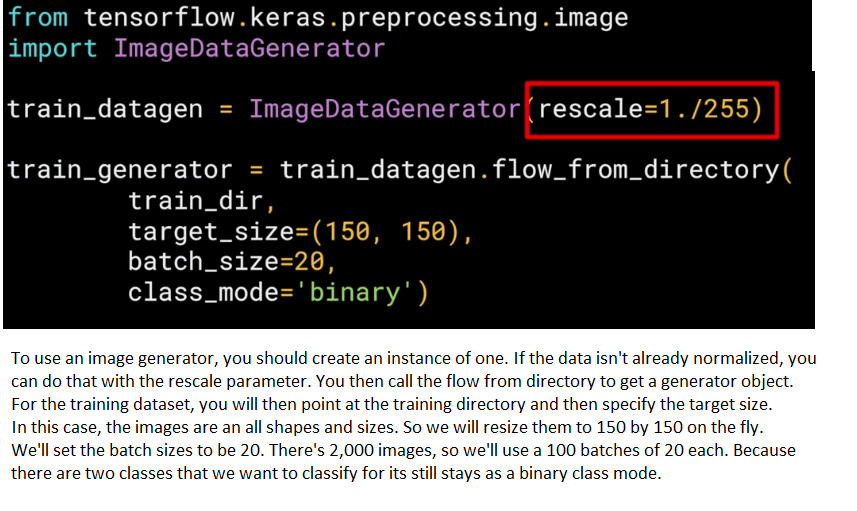 from tensorflow.keras.preprocessing.image
import ImageDataGenerator
train_datagen = ImageDataGenerator(rescale=1./255)
train_generator = train_datagen.flow_from_directory(
train_dir,
target_size=(150, 150),
batch_size=20,
class_mode='binary')
To use an image generator, you should create an instance of one. If the data isn't already normalized, you
can do that with the rescale parameter. You then call the flow from directory to get a generator object.
For the training dataset, you will then point at the training directory and then specify the target size.
In this case, the images are an all shapes and sizes. So we will resize them to 150 by 150 on the fly.
We'll set the batch sizes to be 20. There's 2,000 images, so we'll use a 100 batches of 20 each. Because
there are two classes that we want to classify for its still stays as a binary class mode.